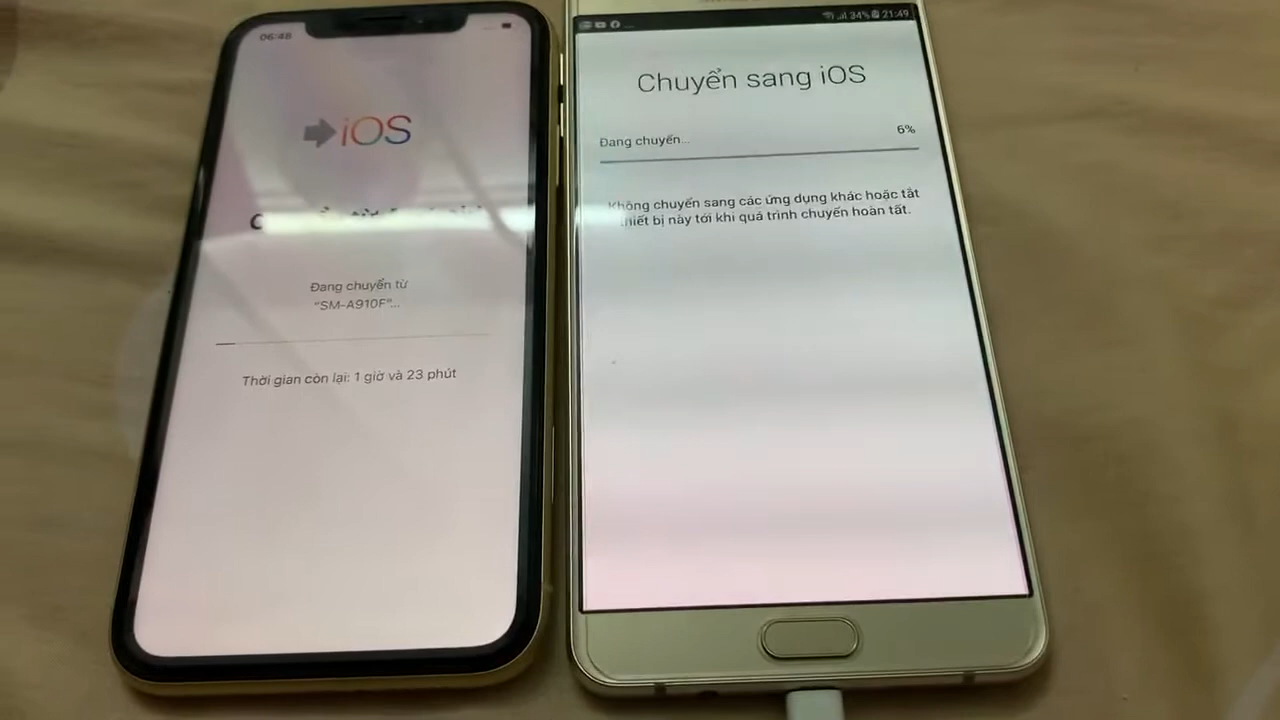 06:48
iOS
Đang chuyển từ
“SM-A910F”...
Thời gian còn lại: 1 giờ và 23 phút
34% 21:49
Chuyển sang iOS
Đang chuyển...
6%
Không chuyển sang các ứng dụng khác hoặc tắt
thiết bị này tới khi quá trình chuyển hoàn tất.